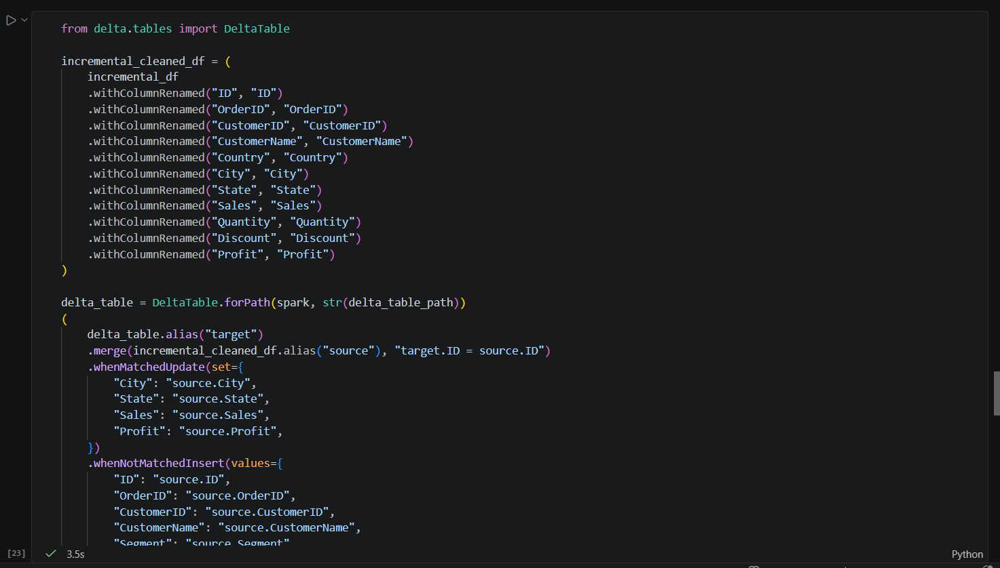 from delta.tables import DeltaTable
incremental_cleaned_df = (
incremental_df
.withColumnRenamed("ID", "ID")
.withColumnRenamed("OrderID", "OrderID")
.withColumnRenamed("CustomerID", "CustomerID")
.withColumnRenamed("CustomerName", "CustomerName")
.withColumnRenamed("Country", "Country")
.withColumnRenamed("City", "City")
.withColumnRenamed("State", "State")
.withColumnRenamed("Sales", "Sales")
.withColumnRenamed("Quantity", "Quantity")
.withColumnRenamed("Discount", "Discount")
.withColumnRenamed("Profit", "Profit")
)
delta_table = DeltaTable.forPath(spark, str(delta_table_path))
(
delta_table.alias("target")
.merge(incremental_cleaned_df.alias("source"), "target.ID = source.ID")
.whenMatchedUpdate(set={
"City": "source.City",
"State": "source.State",
"Sales": "source.Sales",
"Profit": "source.Profit",
})
.whenNotMatchedInsert(values={
"ID": "source.ID",
"OrderID": "source.OrderID",
"CustomerID": "source.CustomerID",
"CustomerName": "source.CustomerName",
"Segment": "source.Segment"
[23] 3.5s Python